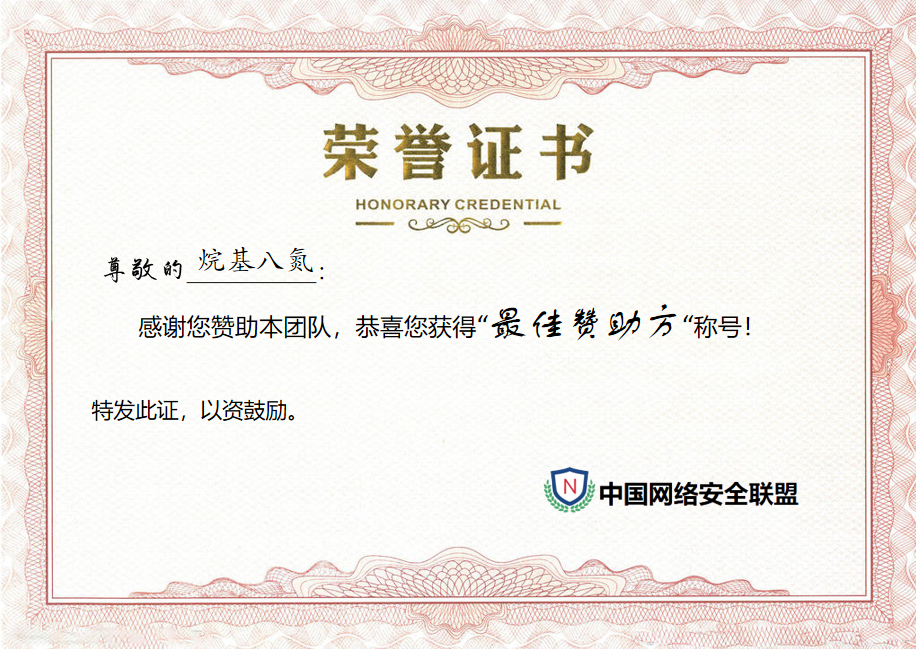 荣誉证书
HONORARY CREDENTIAL
尊敬的烷基八氮：
感谢您赞助本团队，恭喜您获得“最佳赞助方“称号！
特发此证，以资鼓励。
N 中国网络安全联盟